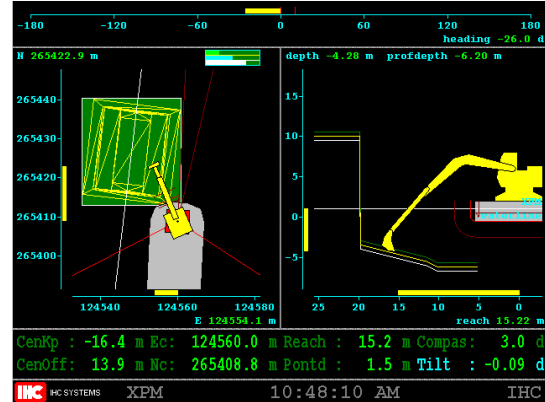 -180 -120 -60 0 60 120 180
heading -26.0 d
N 265422.9 m
depth -4.28 m profdepth -6.20 m
265440
265430
265420
265410
265400
124540 124560 124580
E 124554.1 m
15
10
5
0
-5
25 20 15 10 5 0
reach 15.22 m
CenKp : -16.4 m Ec: 124560.0 m Reach : 15.2 m Compas: 3.0 d
CenOff: 13.9 m Nc: 265408.8 m Pontd : 1.5 m Tilt : -0.09 d
IHC IHC SYSTEMS XPM 10:48:10 AM IHC